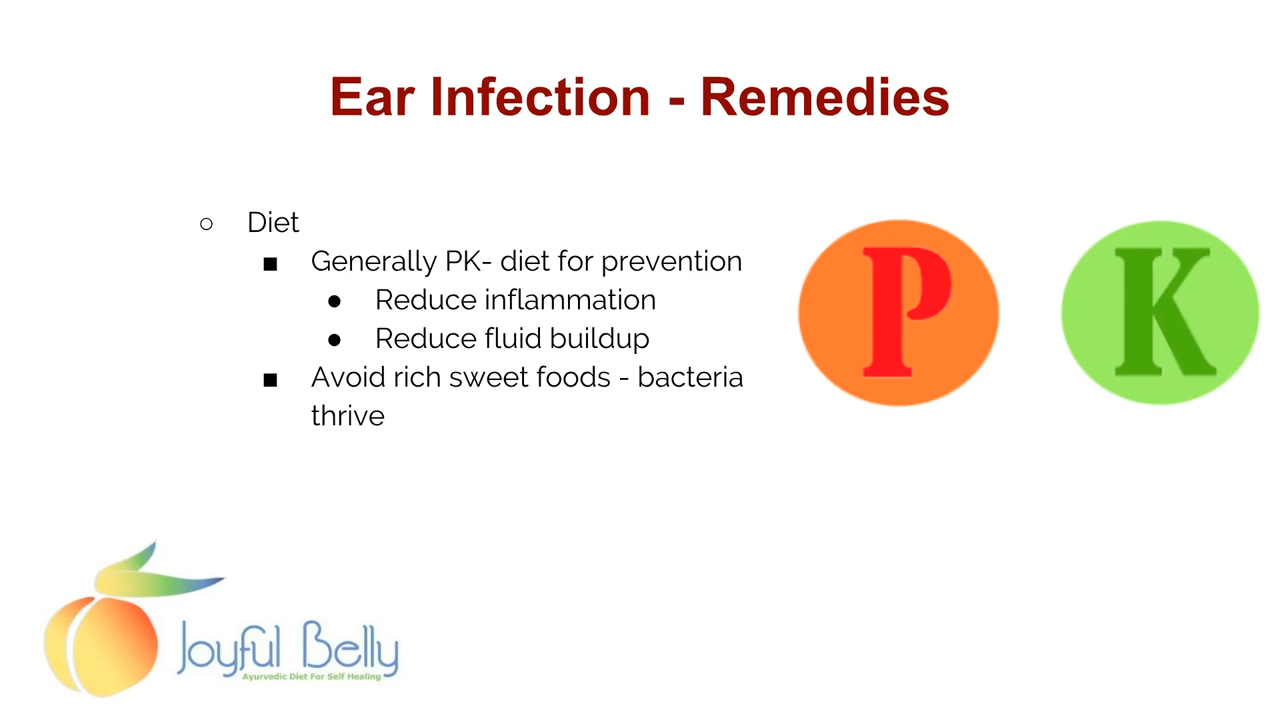 Ear Infection - Remedies
○ Diet
■ Generally PK- diet for prevention
● Reduce inflammation
● Reduce fluid buildup
■ Avoid rich sweet foods - bacteria
thrive
P
K
Joyful Belly
Ayurvedic Diet For Self Healing